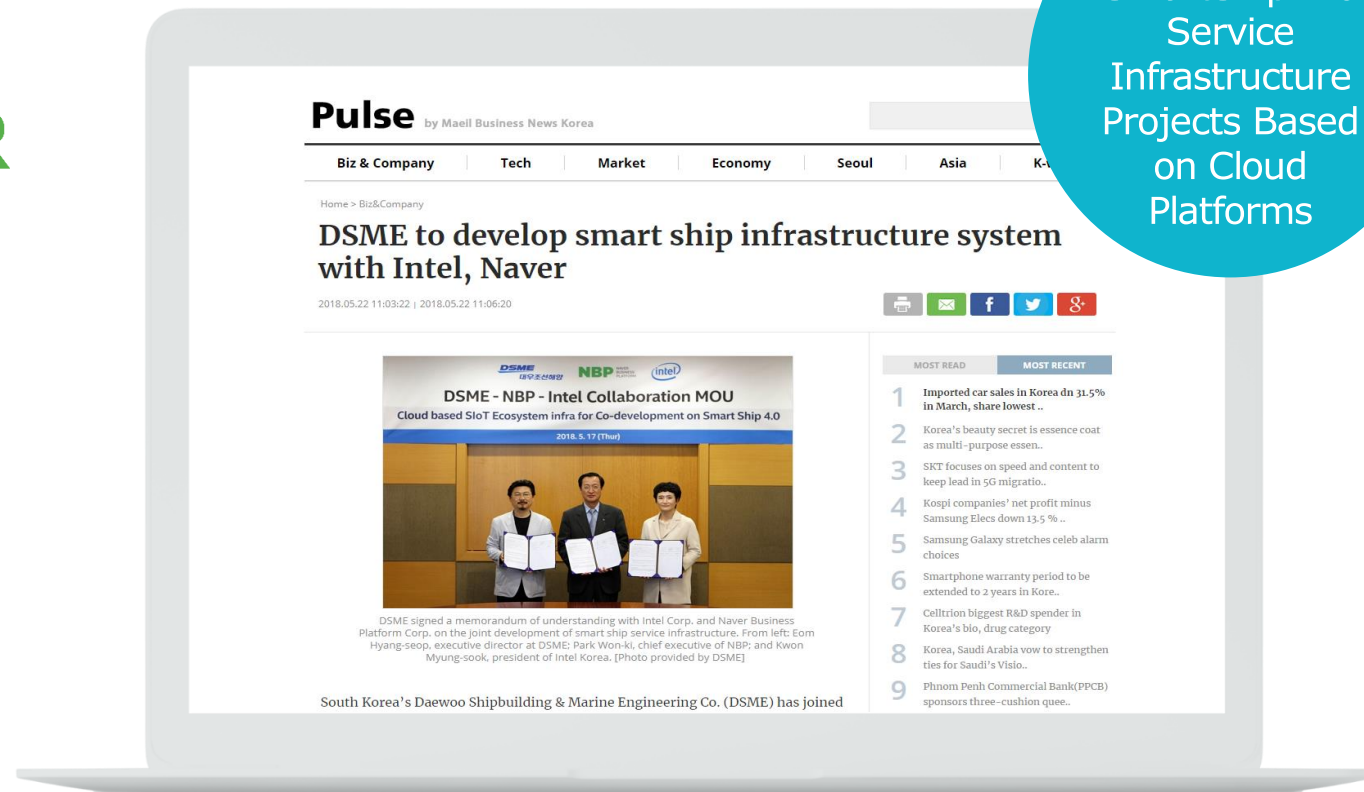 R
Service
Infrastructure
Projects Based
on Cloud
Platforms
Pulse by Maeil Business News Korea
Biz & Company Tech Market Economy Seoul Asia
Home > Biz&Company
DSME to develop smart ship infrastructure system
with Intel, Naver
2018.05.22 11:03:22 | 2018.05.22 11:06:20
f 8+
DSME 대우조선해양 NBP (intel)
DSME - NBP - Intel Collaboration MOU
Cloud based SIoT Ecosystem infra for Co-development on Smart Ship 4.0
2018. 5. 17 (Thur)
DSME signed a memorandum of understanding with Intel Corp. and Naver Business
Platform Corp. on the joint development of smart ship service infrastructure. From left: Eom
Hyang-seop, executive director at DSME; Park Won-ki, chief executive of NBP; and Kwon
Myung-sook, president of Intel Korea. [Photo provided by DSME]
South Korea's Daewoo Shipbuilding & Marine Engineering Co. (DSME) has joined
MOST READ MOST RECENT
1 Imported car sales in Korea dn 31.5%
in March, share lowest ..
2 Korea's beauty secret is essence coat
as multi-purpose essen..
3 SKT focuses on speed and content to
keep lead in 5G migratio..
4 Kospi companies' net profit minus
Samsung Elecs down 13.5 % ..
5 Samsung Galaxy stretches celeb alarm
choices
6 Smartphone warranty period to be
extended to 2 years in Kore..
7 Celltrion biggest R&D spender in
Korea's bio, drug category
8 Korea, Saudi Arabia vow to strengthen
ties for Saudi's Visio..
9 Phnom Penh Commercial Bank(PPCB)
sponsors three-cushion quee..